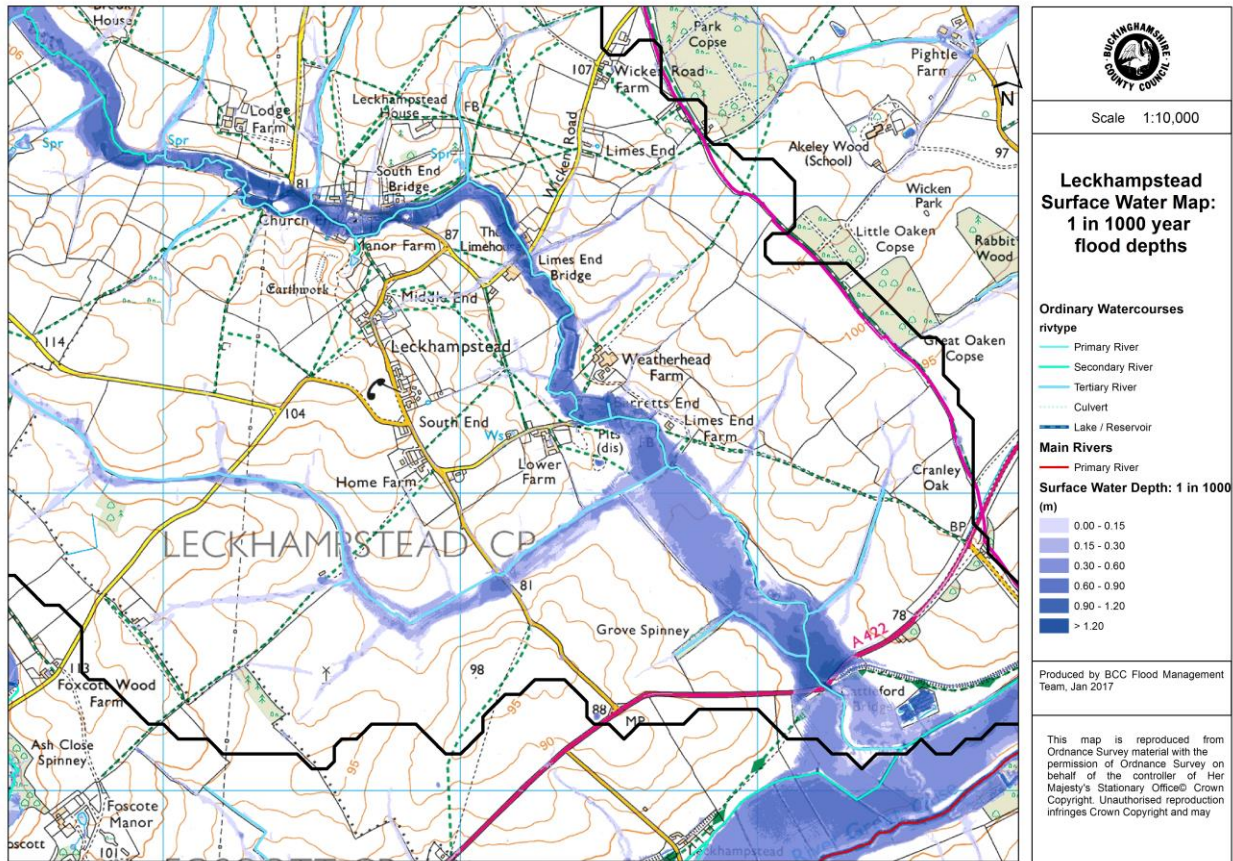 House
06
Park
Copse
Pightle
Farm
107
Wicken Road
Farm
Leckhampstead
House
FB
Lodge
Farm
Spr
Spr
Spr
Limes End
Wicken Road
Akeley Wood
(School)
97
N
81
South End
Bridge
Wicken
Park
Church End
Manor Farm
87
The
Limehouse
Little Oaken
Copse
Rabbit
Wood
Limes End
Bridge
Earthwork
Middle End
105
100
114
Leckhampstead
Weatherhead
Farm
95
Great Oaken
Copse
104
South End
Ws
Lower
Farm
Pits
(dis)
Limes End
Farm
Home Farm
Cranley
Oak
BP
LECKHAMPSTEAD CP
81
Grove Spinney
78
A 422
98
113
Foxcott Wood
Farm
95
88
MP
90
Ash Close
Spinney
95
Foscote
Manor
101
BUCKINGHAMSHIRE
COUNTY COUNCIL
Scale 1:10,000
Leckhampstead
Surface Water Map:
1 in 1000 year
flood depths
Ordinary Watercourses
rivtype
Primary River
Secondary River
Tertiary River
Culvert
Lake / Reservoir
Main Rivers
Primary River
Surface Water Depth: 1 in 1000
(m)
0.00 - 0.15
0.15 - 0.30
0.30 - 0.60
0.60 - 0.90
0.90 - 1.20
> 1.20
Produced by BCC Flood Management
Team, Jan 2017
This map is reproduced from
Ordnance Survey material with the
permission of Ordnance Survey on
behalf of the controller of Her
Majesty's Stationary Office© Crown
Copyright. Unauthorised reproduction
infringes Crown Copyright and may